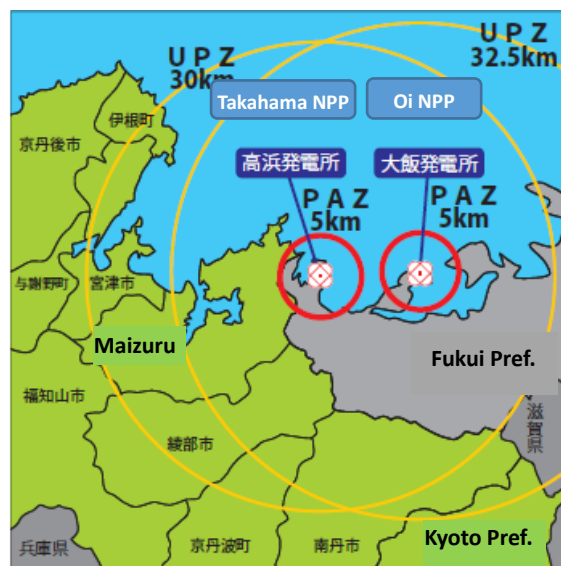 UPZ
30km
UPZ
32.5km
Takahama NPP
Oi NPP
伊根町
京丹後市
高浜発電所
大飯発電所
PAZ
5km
PAZ
5km
与謝野町
宮津市
Maizuru
Fukui Pref.
福知山市
滋賀県
綾部市
Kyoto Pref.
兵庫県
京丹波町
南丹市